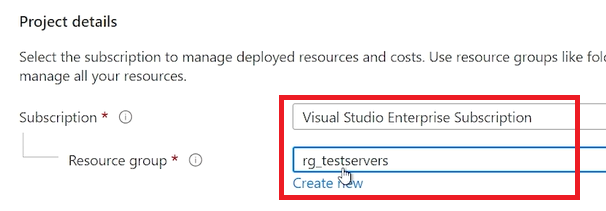 Project details
Select the subscription to manage deployed resources and costs. Use resource groups like
manage all your resources.
Subscription * Visual Studio Enterprise Subscription
Resource group * rg_testservers
Create new